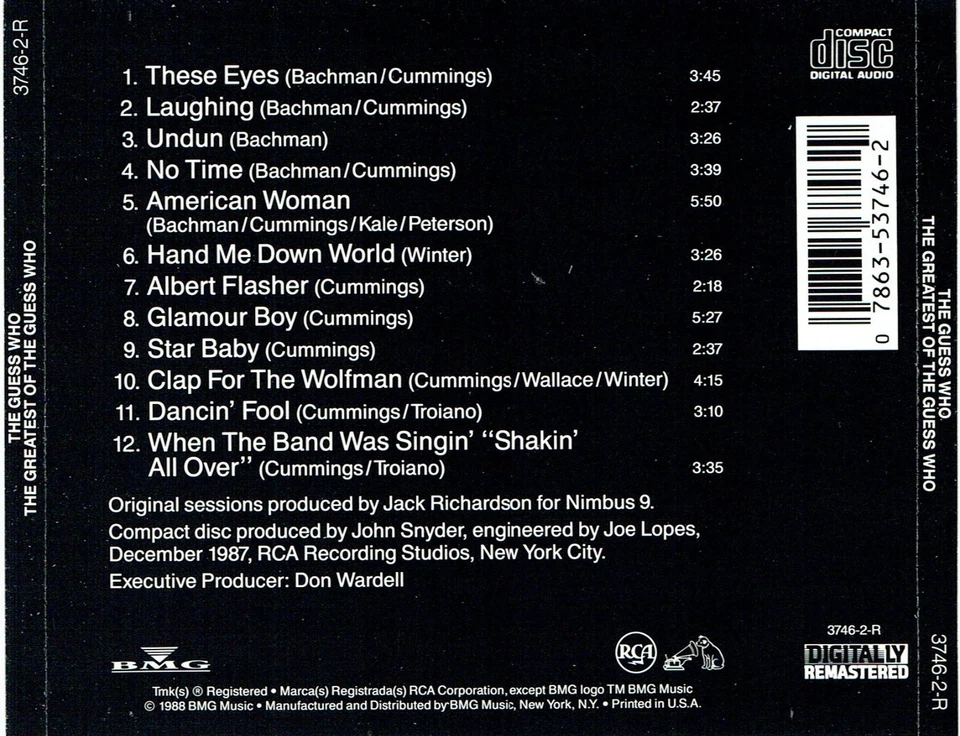 3746-2-R
THE GUESS WHO
THE GREATEST OF THE GUESS WHO
1. These Eyes (Bachman/Cummings) 3:45
2. Laughing (Bachman/Cummings) 2:37
3. Undun (Bachman) 3:26
4. No Time (Bachman/Cummings) 3:39
5. American Woman 5:50
(Bachman/Cummings/Kale/Peterson)
6. Hand Me Down World (Winter) 3:26
7. Albert Flasher (Cummings) 2:18
8. Glamour Boy (Cummings) 5:27
9. Star Baby (Cummings) 2:37
10. Clap For The Wolfman (Cummings/Wallace/Winter) 4:15
11. Dancin' Fool (Cummings/Troiano) 3:10
12. When The Band Was Singin' "Shakin'
All Over" (Cummings/Troiano) 3:35
Original sessions produced by Jack Richardson for Nimbus 9.
Compact disc produced by John Snyder, engineered by Joe Lopes,
December 1987, RCA Recording Studios, New York City.
Executive Producer: Don Wardell
BMG
RCA
Tmk(s) ® Registered • Marca(s) Registrada(s) RCA Corporation, except BMG logo TM BMG Music
© 1988 BMG Music • Manufactured and Distributed by BMG Music, New York, N.Y. • Printed in U.S.A.
COMPACT
disc
DIGITAL AUDIO
0 7863-53746-2
3746-2-R
DIGITALLY
REMASTERED
THE GUESS WHO
THE GREATEST OF THE GUESS WHO
3746-2-R